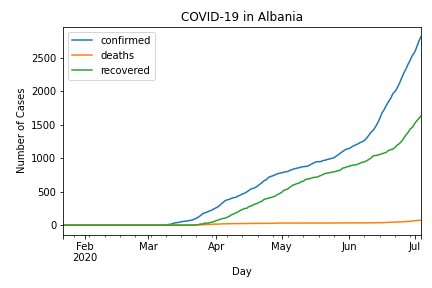 COVID-19 in Albania
confirmed
deaths
recovered
Number of Cases
2500
2000
1500
1000
500
0
Feb Mar Apr May Jun Jul
2020
Day